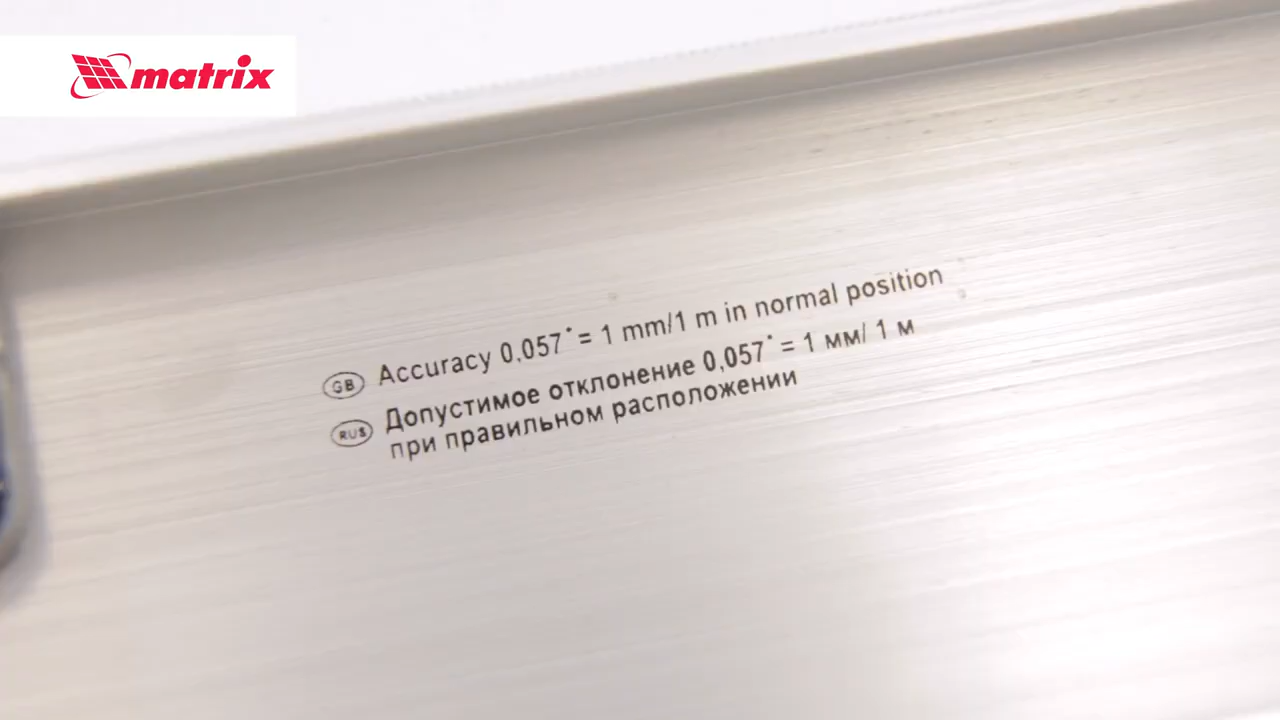 matrix
GB Accuracy 0,057°= 1 mm/1 m in normal position
RUS Допустимое отклонение 0,057° = 1 мм/ 1 м
при правильном расположении